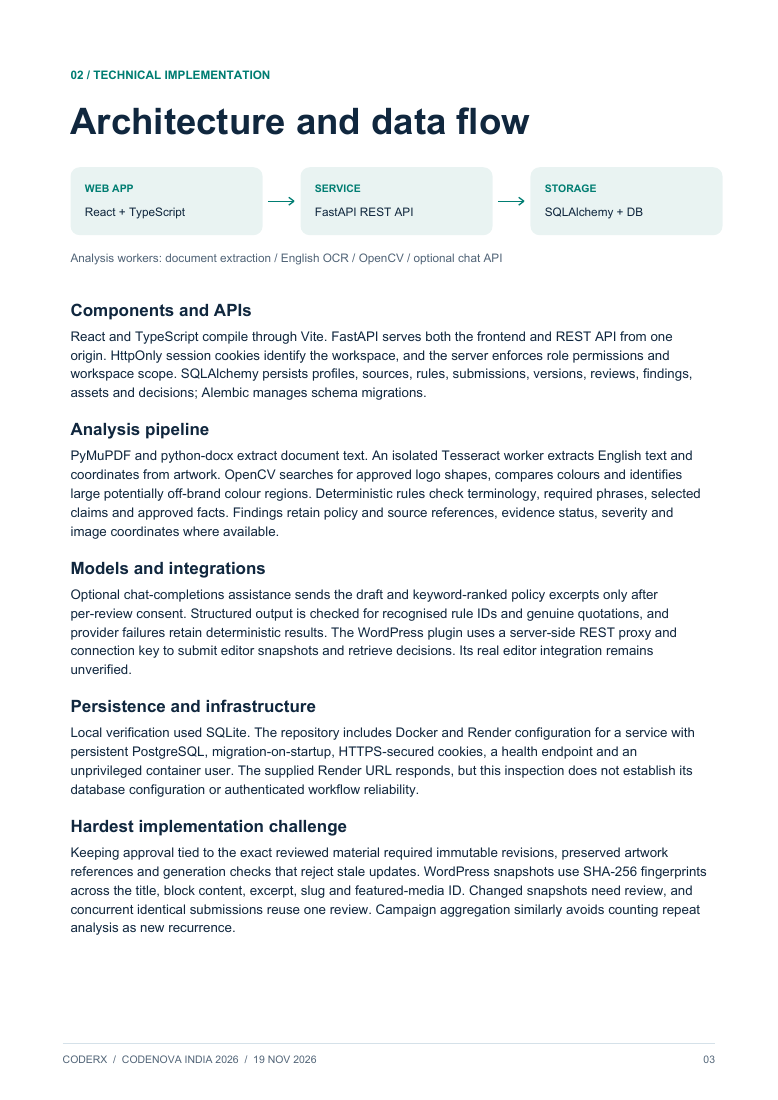 02 / TECHNICAL IMPLEMENTATION
Architecture and data flow
WEB APP
React + TypeScript
SERVICE
FastAPI REST API
STORAGE
SQLAlchemy + DB
Analysis workers: document extraction / English OCR / OpenCV / optional chat API
Components and APIs
React and TypeScript compile through Vite. FastAPI serves both the frontend and REST API from one
origin. HttpOnly session cookies identify the workspace, and the server enforces role permissions and
workspace scope. SQLAlchemy persists profiles, sources, rules, submissions, versions, reviews, findings,
assets and decisions; Alembic manages schema migrations.
Analysis pipeline
PyMuPDF and python-docx extract document text. An isolated Tesseract worker extracts English text and
coordinates from artwork. OpenCV searches for approved logo shapes, compares colours and identifies
large potentially off-brand colour regions. Deterministic rules check terminology, required phrases, selected
claims and approved facts. Findings retain policy and source references, evidence status, severity and
image coordinates where available.
Models and integrations
Optional chat-completions assistance sends the draft and keyword-ranked policy excerpts only after
per-review consent. Structured output is checked for recognised rule IDs and genuine quotations, and
provider failures retain deterministic results. The WordPress plugin uses a server-side REST proxy and
connection key to submit editor snapshots and retrieve decisions. Its real editor integration remains
unverified.
Persistence and infrastructure
Local verification used SQLite. The repository includes Docker and Render configuration for a service with
persistent PostgreSQL, migration-on-startup, HTTPS-secured cookies, a health endpoint and an
unprivileged container user. The supplied Render URL responds, but this inspection does not establish its
database configuration or authenticated workflow reliability.
Hardest implementation challenge
Keeping approval tied to the exact reviewed material required immutable revisions, preserved artwork
references and generation checks that reject stale updates. WordPress snapshots use SHA-256 fingerprints
across the title, block content, excerpt, slug and featured-media ID. Changed snapshots need review, and
concurrent identical submissions reuse one review. Campaign aggregation similarly avoids counting repeat
analysis as new recurrence.
CODERX / CODENOVA INDIA 2026 / 19 NOV 2026
03